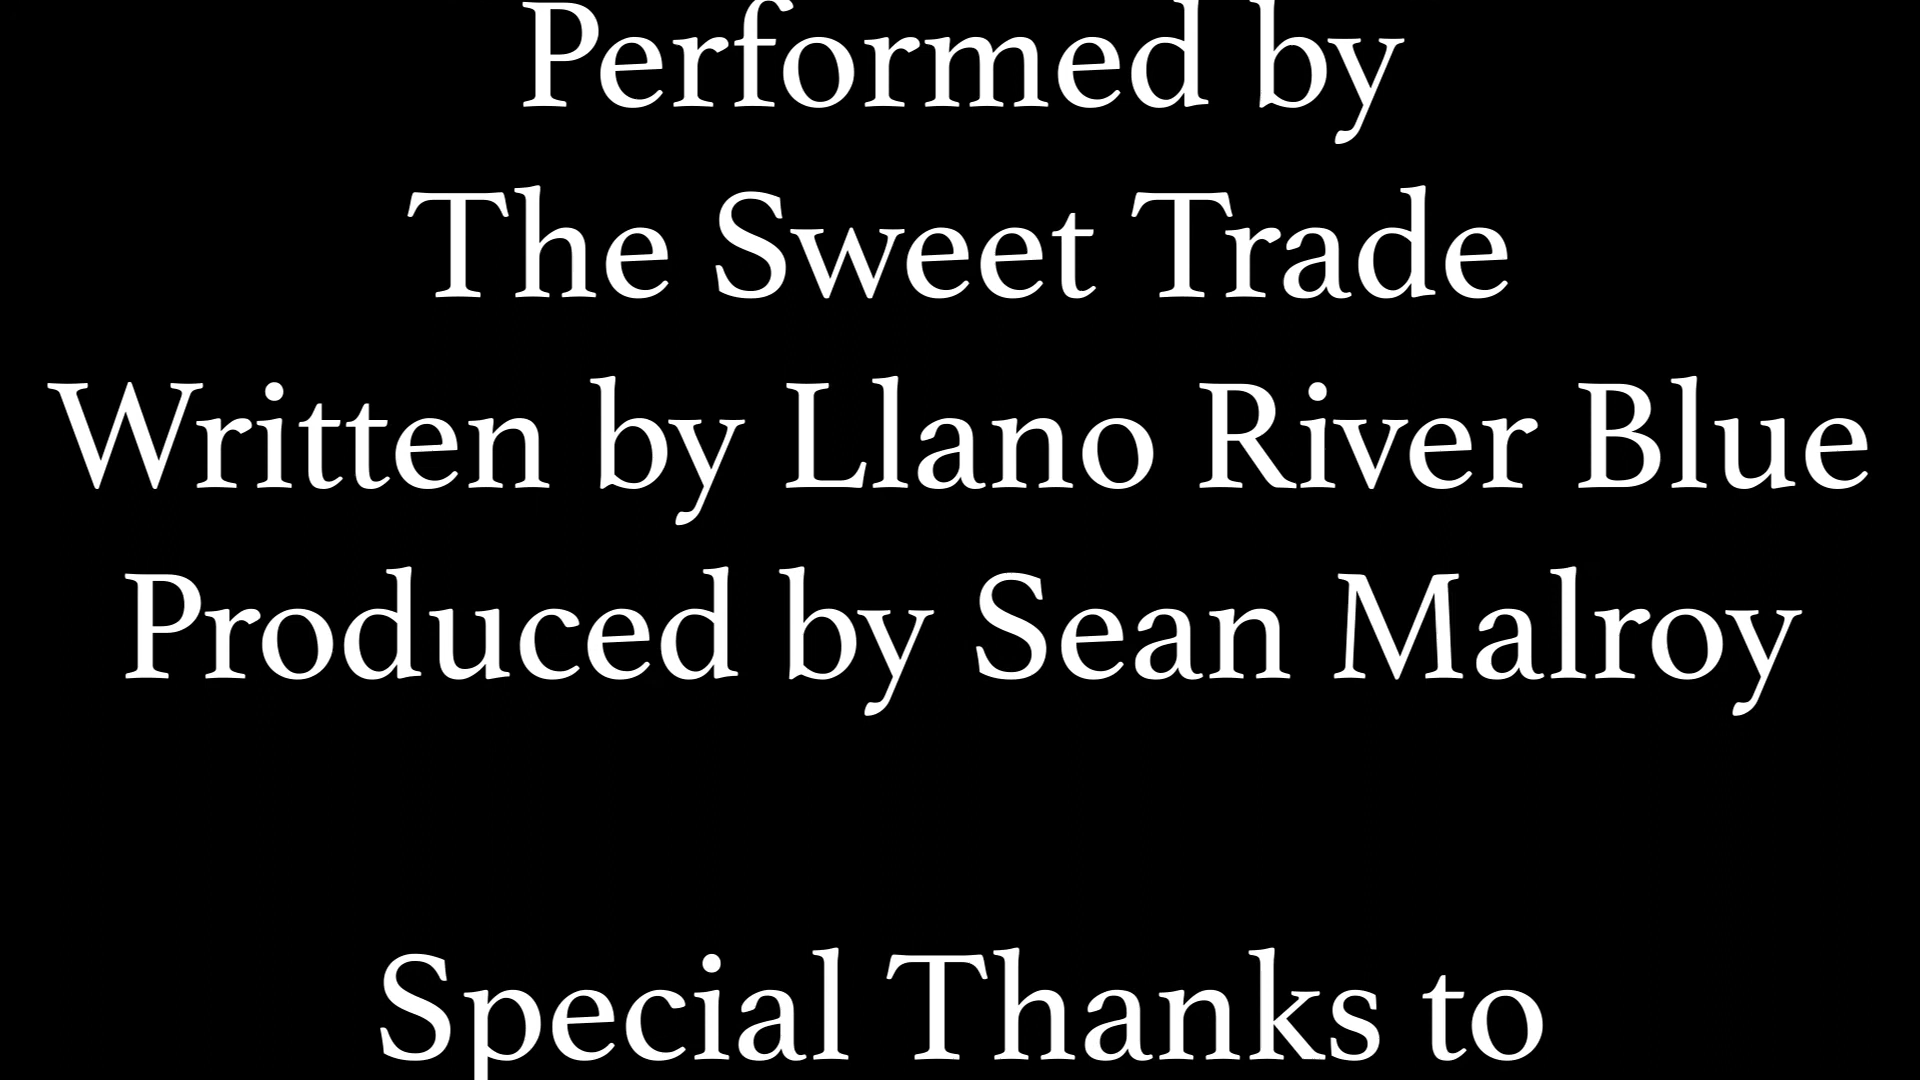 Performed by
The Sweet Trade
Written by Llano River Blue
Produced by Sean Malroy
Special Thanks to